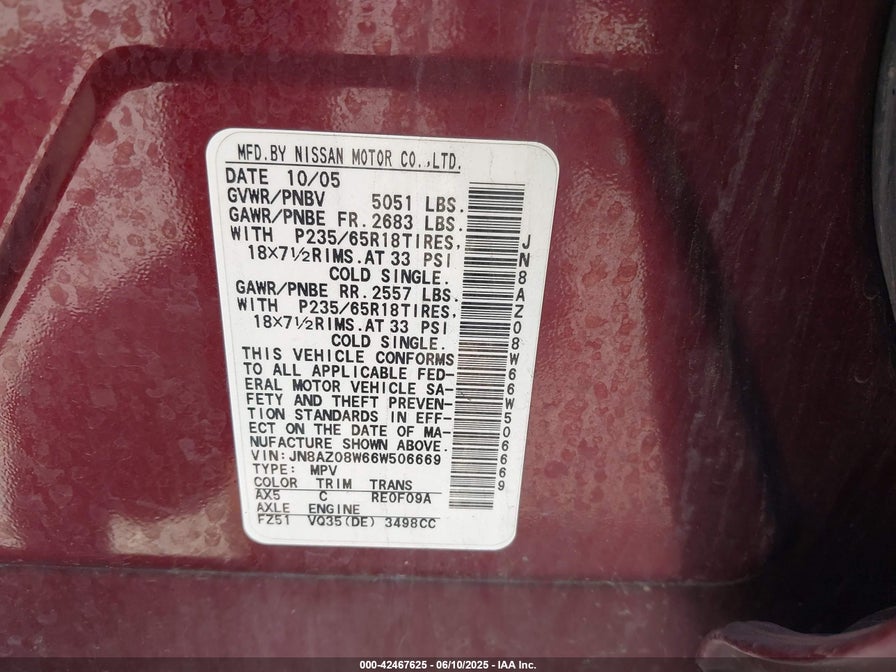 MFD.BY NISSAN MOTOR CO.,LTD.
DATE 10/05
GVWR/PNBV 5051 LBS.
GAWR/PNBE FR. 2683 LBS.
WITH P235/65R18TIRES,
18×7½RIMS.AT 33 PSI
COLD SINGLE.
GAWR/PNBE RR. 2557 LBS.
WITH P235/65R18TIRES,
18×7½RIMS.AT 33 PSI
COLD SINGLE.
THIS VEHICLE CONFORMS
TO ALL APPLICABLE FED-
ERAL MOTOR VEHICLE SA-
FETY AND THEFT PREVEN-
TION STANDARDS IN EFF-
ECT ON THE DATE OF MA-
NUFACTURE SHOWN ABOVE.
VIN:JN8AZ08W66W506669
TYPE: MPV
COLOR TRIM TRANS
AX5 C RE0F09A
AXLE ENGINE
FZ51 VQ35(DE) 3498CC
JN8AZ08W66W506669
000-42467625 - 06/10/2025 - IAA Inc.